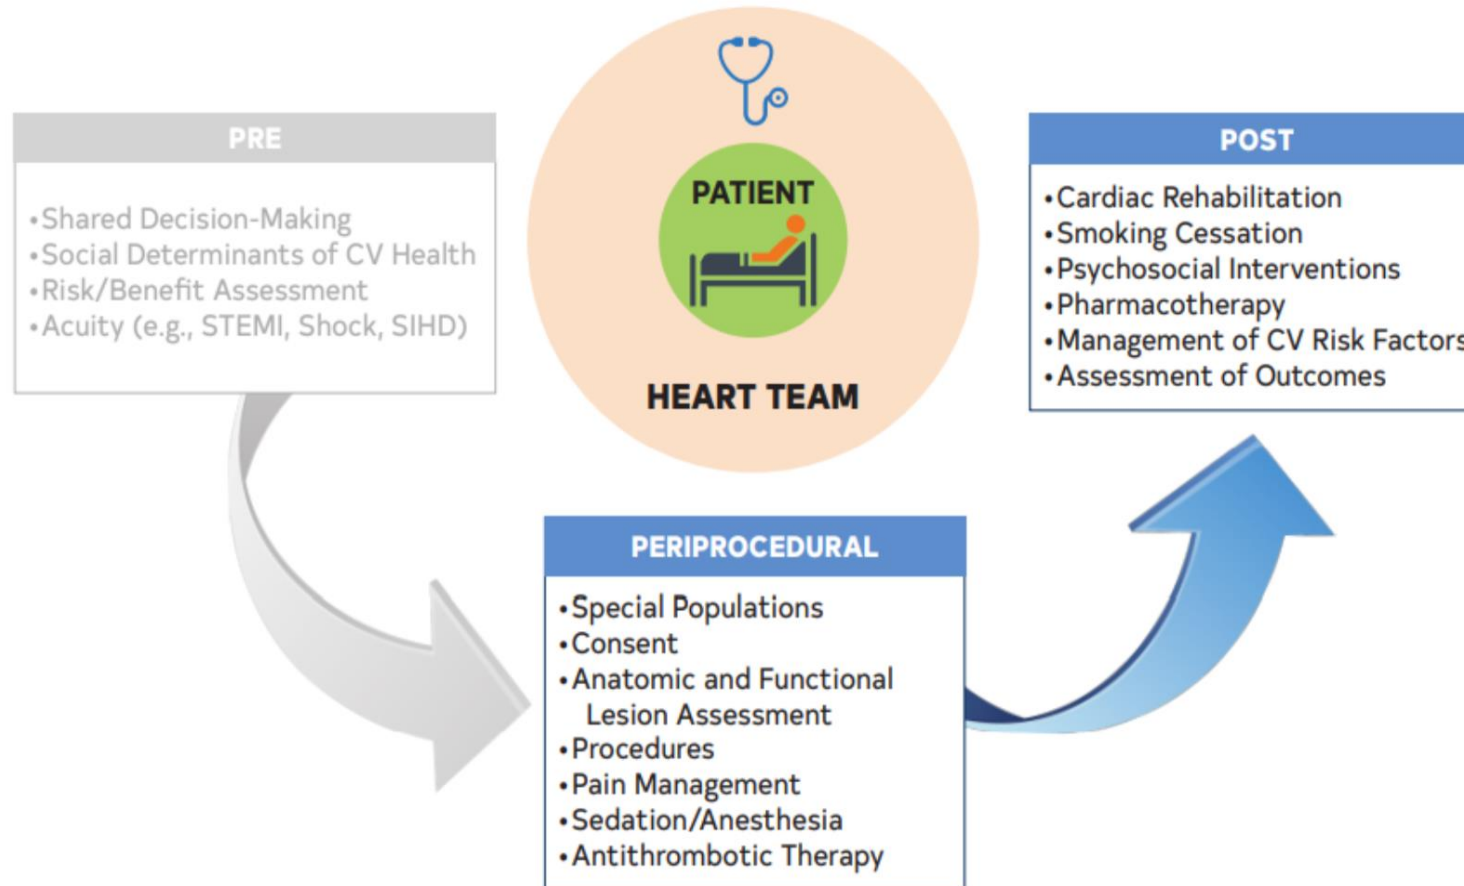 PRE
•Shared Decision-Making
•Social Determinants of CV Health
•Risk/Benefit Assessment
•Acuity (e.g., STEMI, Shock, SIHD)
PATIENT
HEART TEAM
PERIPROCEDURAL
•Special Populations
•Consent
•Anatomic and Functional
Lesion Assessment
•Procedures
•Pain Management
•Sedation/Anesthesia
•Antithrombotic Therapy
POST
•Cardiac Rehabilitation
•Smoking Cessation
•Psychosocial Interventions
•Pharmacotherapy
•Management of CV Risk Factors
•Assessment of Outcomes